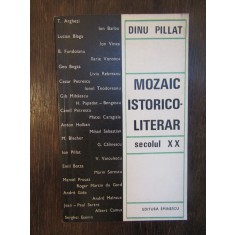 DINU PILLAT
MOZAIC
ISTORICO-
LITERAR
secolul XX
EDITURA EMINESCU
T. Arghezi
Ion Barbu
Lucian Blaga
Ion Vinea
B. Fundoianu
Ilarie Voronca
Geo Bogza
Liviu Rebreanu
Cezar Petrescu
Ionel Teodoreanu
Gib Mihăescu
H. Papadat - Bengescu
Camil Petrescu
Mateiu Caragiale
Anton Holban
Mihail Sebastian
M. Blecher
G. Călinescu
Ion Pillat
V. Voiculescu
Emil Botta
Marin Sorescu
Marcel Proust
Roger Martin du Gard
André Gide
André Malraux
Jean - Paul Sartre
Albert Camus
Serghei Esenin